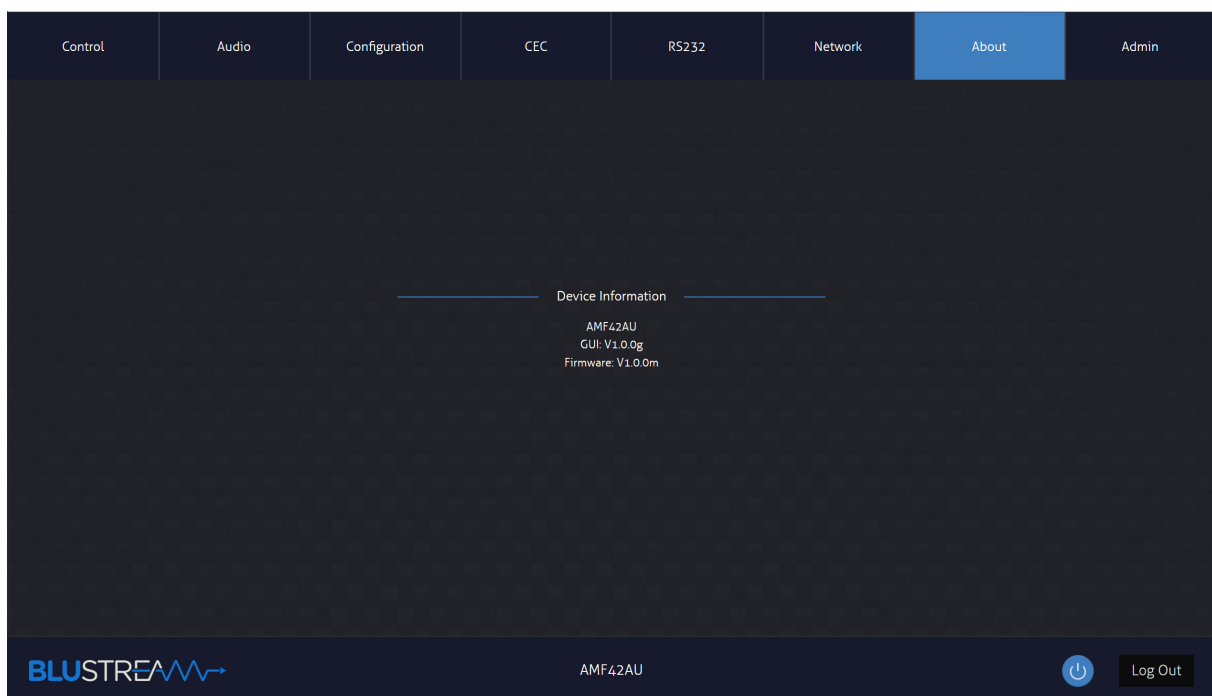 Control
Audio
Configuration
CEC
RS232
Network
About
Admin
Device Information
AMF42AU
GUI: V1.0.0g
Firmware: V1.0.0m
BLUSTREAM
AMF42AU
Log Out